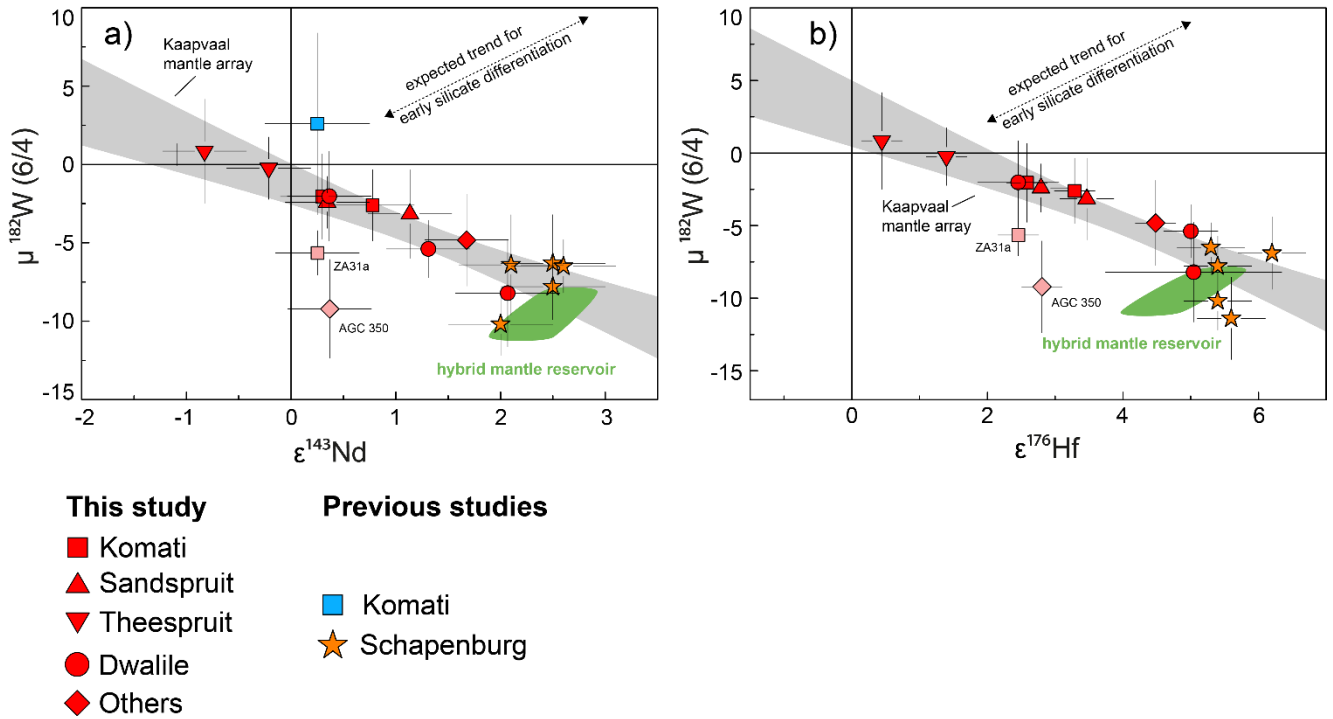 a)
Kaapvaal
mantle array
expected trend for
early silicate differentiation
10
5
0
-5
-10
-15
μ ¹⁸²W (6/4)
ZA31a
AGC 350
hybrid mantle reservoir
-2
-1
0
1
2
3
ε¹⁴³Nd
b)
expected trend for
early silicate differentiation
10
5
0
-5
-10
-15
μ ¹⁸²W (6/4)
Kaapvaal
mantle array
ZA31a
AGC 350
hybrid mantle reservoir
0
2
4
6
ε¹⁷⁶Hf
This study
Komati
Sandspruit
Theespruit
Dwalile
Others
Previous studies
Komati
Schapenburg